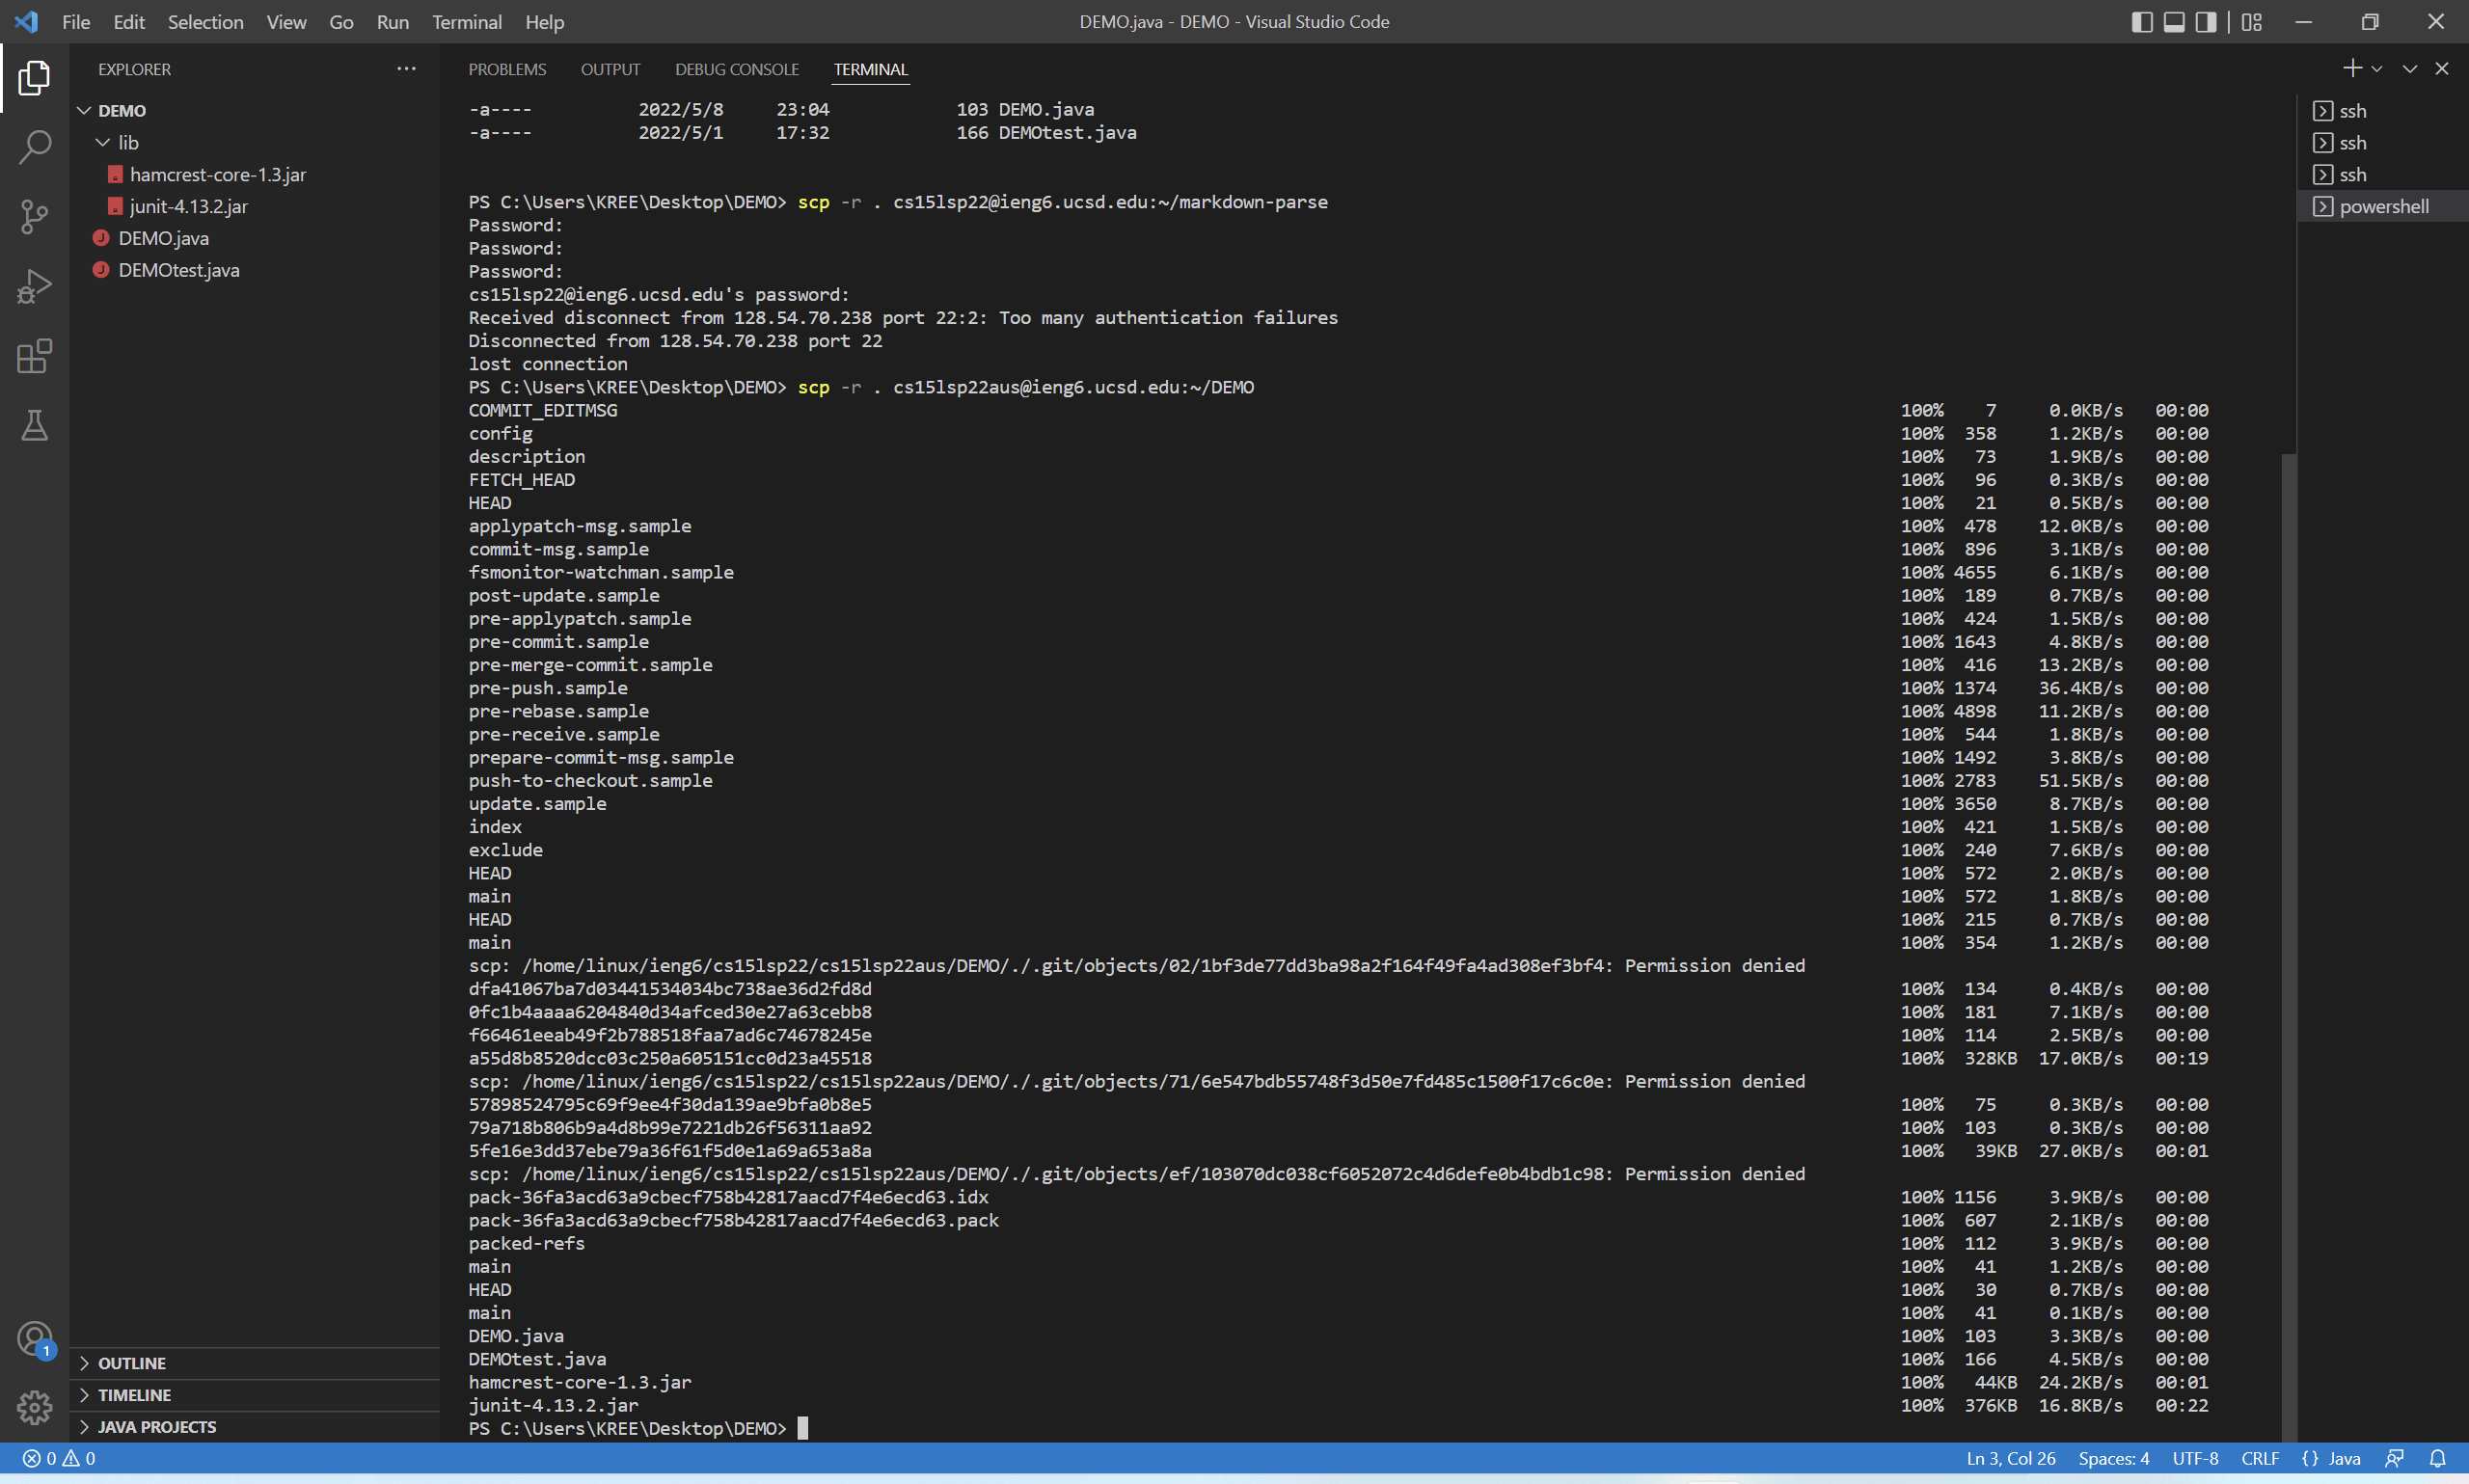 File Edit Selection View Go Run Terminal Help
DEMO.java - DEMO - Visual Studio Code
EXPLORER
DEMO
lib
hamcrest-core-1.3.jar
junit-4.13.2.jar
DEMO.java
DEMOtest.java
OUTLINE
TIMELINE
JAVA PROJECTS
1
PROBLEMS OUTPUT DEBUG CONSOLE TERMINAL
-a---- 2022/5/8 23:04 103 DEMO.java
-a---- 2022/5/1 17:32 166 DEMOtest.java
PS C:\Users\KREE\Desktop\DEMO> scp -r . cs15lsp22@ieng6.ucsd.edu:~/markdown-parse
Password:
Password:
Password:
cs15lsp22@ieng6.ucsd.edu's password:
Received disconnect from 128.54.70.238 port 22:2: Too many authentication failures
Disconnected from 128.54.70.238 port 22
lost connection
PS C:\Users\KREE\Desktop\DEMO> scp -r . cs15lsp22aus@ieng6.ucsd.edu:~/DEMO
COMMIT_EDITMSG 100% 7 0.0KB/s 00:00
config 100% 358 1.2KB/s 00:00
description 100% 73 1.9KB/s 00:00
FETCH_HEAD 100% 96 0.3KB/s 00:00
HEAD 100% 21 0.5KB/s 00:00
applypatch-msg.sample 100% 478 12.0KB/s 00:00
commit-msg.sample 100% 896 3.1KB/s 00:00
fsmonitor-watchman.sample 100% 4655 6.1KB/s 00:00
post-update.sample 100% 189 0.7KB/s 00:00
pre-applypatch.sample 100% 424 1.5KB/s 00:00
pre-commit.sample 100% 1643 4.8KB/s 00:00
pre-merge-commit.sample 100% 416 13.2KB/s 00:00
pre-push.sample 100% 1374 36.4KB/s 00:00
pre-rebase.sample 100% 4898 11.2KB/s 00:00
pre-receive.sample 100% 544 1.8KB/s 00:00
prepare-commit-msg.sample 100% 1492 3.8KB/s 00:00
push-to-checkout.sample 100% 2783 51.5KB/s 00:00
update.sample 100% 3650 8.7KB/s 00:00
index 100% 421 1.5KB/s 00:00
exclude 100% 240 7.6KB/s 00:00
HEAD 100% 572 2.0KB/s 00:00
main 100% 572 1.8KB/s 00:00
HEAD 100% 215 0.7KB/s 00:00
main 100% 354 1.2KB/s 00:00
scp: /home/linux/ieng6/cs15lsp22/cs15lsp22aus/DEMO/./.git/objects/02/1bf3de77dd3ba98a2f164f49fa4ad308ef3bf4: Permission denied
dfa41067ba7d03441534034bc738ae36d2fd8d 100% 134 0.4KB/s 00:00
0fc1b4aaaa6204840d34afced30e27a63cebb8 100% 181 7.1KB/s 00:00
f66461eeab49f2b788518faa7ad6c74678245e 100% 114 2.5KB/s 00:00
a55d8b8520dcc03c250a605151cc0d23a45518 100% 328KB 17.0KB/s 00:19
scp: /home/linux/ieng6/cs15lsp22/cs15lsp22aus/DEMO/./.git/objects/71/6e547bdb55748f3d50e7fd485c1500f17c6c0e: Permission denied
57898524795c69f9ee4f30da139ae9bfa0b8e5 100% 75 0.3KB/s 00:00
79a718b806b9a4d8b99e7221db26f56311aa92 100% 103 0.3KB/s 00:00
5fe16e3dd37ebe79a36f61f5d0e1a69a653a8a 100% 39KB 27.0KB/s 00:01
scp: /home/linux/ieng6/cs15lsp22/cs15lsp22aus/DEMO/./.git/objects/ef/103070dc038cf6052072c4d6defe0b4bdb1c98: Permission denied
pack-36fa3acd63a9cbecf758b42817aacd7f4e6ecd63.idx 100% 1156 3.9KB/s 00:00
pack-36fa3acd63a9cbecf758b42817aacd7f4e6ecd63.pack 100% 607 2.1KB/s 00:00
packed-refs 100% 112 3.9KB/s 00:00
main 100% 41 1.2KB/s 00:00
HEAD 100% 30 0.7KB/s 00:00
main 100% 41 0.1KB/s 00:00
DEMO.java 100% 103 3.3KB/s 00:00
DEMOtest.java 100% 166 4.5KB/s 00:00
hamcrest-core-1.3.jar 100% 44KB 24.2KB/s 00:01
junit-4.13.2.jar 100% 376KB 16.8KB/s 00:22
PS C:\Users\KREE\Desktop\DEMO>
ssh
ssh
ssh
powershell
0 0 Ln 3, Col 26 Spaces: 4 UTF-8 CRLF {} Java